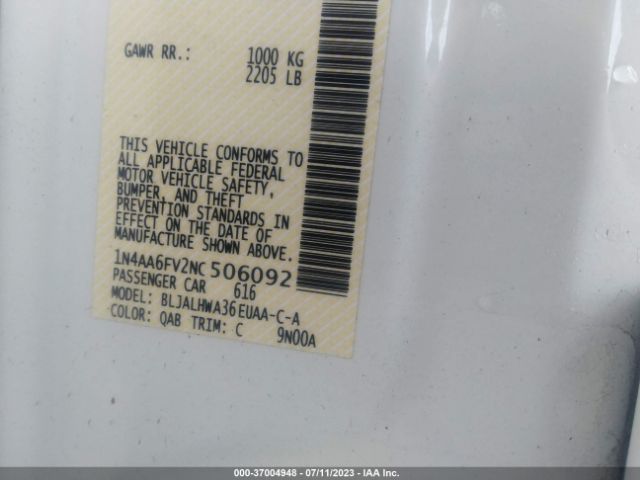 GAWR RR.: 1000 KG
2205 LB
THIS VEHICLE CONFORMS TO
ALL APPLICABLE FEDERAL
MOTOR VEHICLE SAFETY,
BUMPER, AND THEFT
PREVENTION STANDARDS IN
EFFECT ON THE DATE OF
MANUFACTURE SHOWN ABOVE.
1N4AA6FV2NC506092
PASSENGER CAR 616
MODEL: BLJALHWA36EUAA-C-A
COLOR: QAB TRIM: C 9N00A
000-37004948 - 07/11/2023 - IAA Inc.